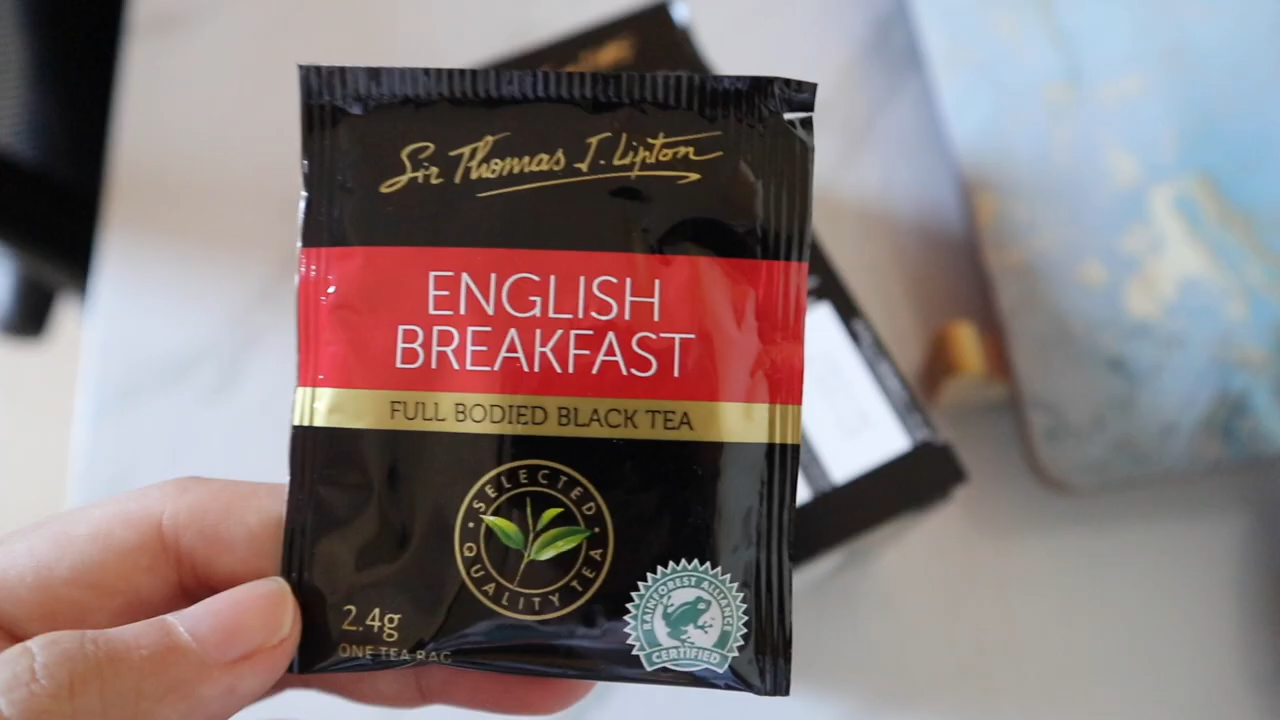 Sir Thomas J. Lipton
ENGLISH
BREAKFAST
FULL BODIED BLACK TEA
SELECTED
QUALITY TEA
2.4g
ONE TEA BAG
RAINFOREST ALLIANCE
CERTIFIED